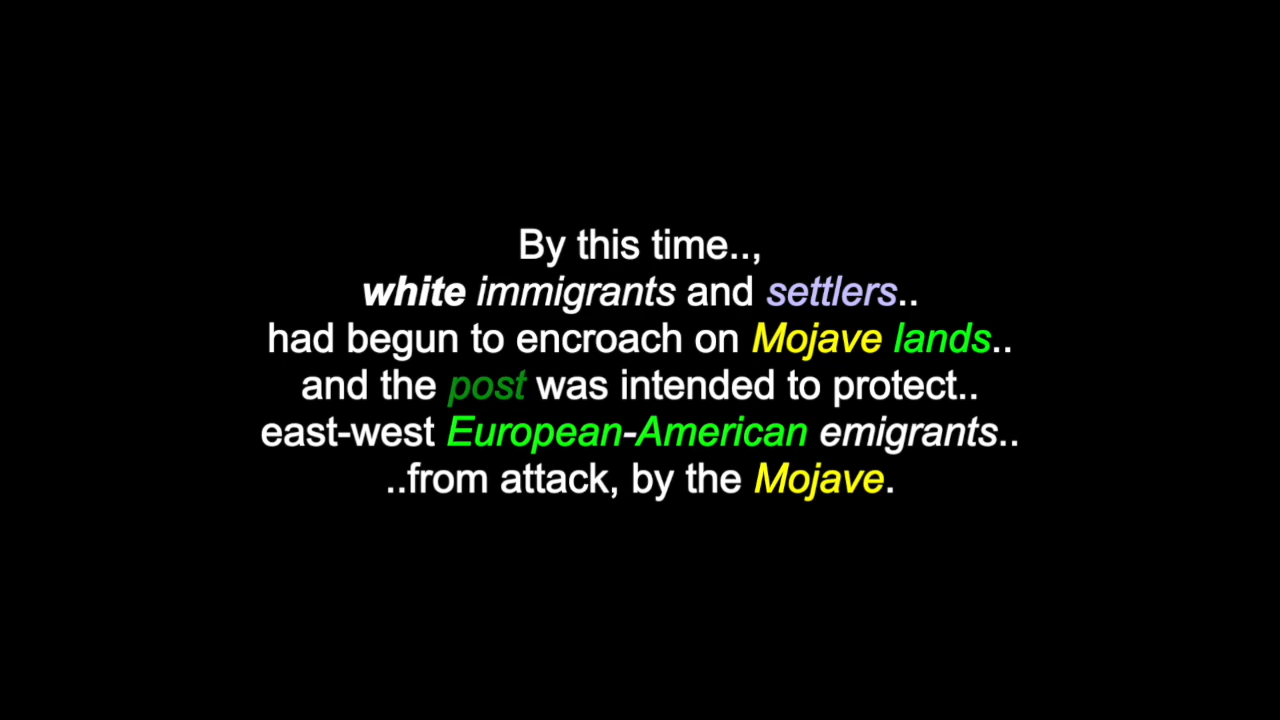 By this time..,
white immigrants and settlers..
had begun to encroach on Mojave lands..
and the post was intended to protect..
east-west European-American emigrants..
..from attack, by the Mojave.